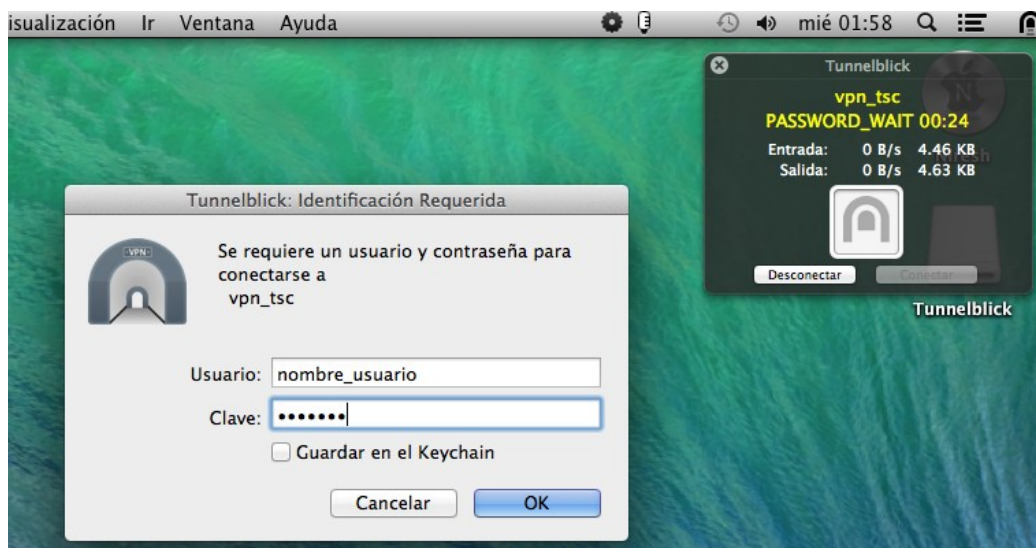 isualización Ir Ventana Ayuda mié 01:58
Tunnelblick
vpn_tsc
PASSWORD_WAIT 00:24
Entrada: 0 B/s 4.46 KB
Salida: 0 B/s 4.63 KB
Desconectar Conectar
Tunnelblick
Tunnelblick: Identificación Requerida
VPN
Se requiere un usuario y contraseña para
conectarse a
vpn_tsc
Usuario: nombre_usuario
Clave: •••••••
Guardar en el Keychain
Cancelar OK